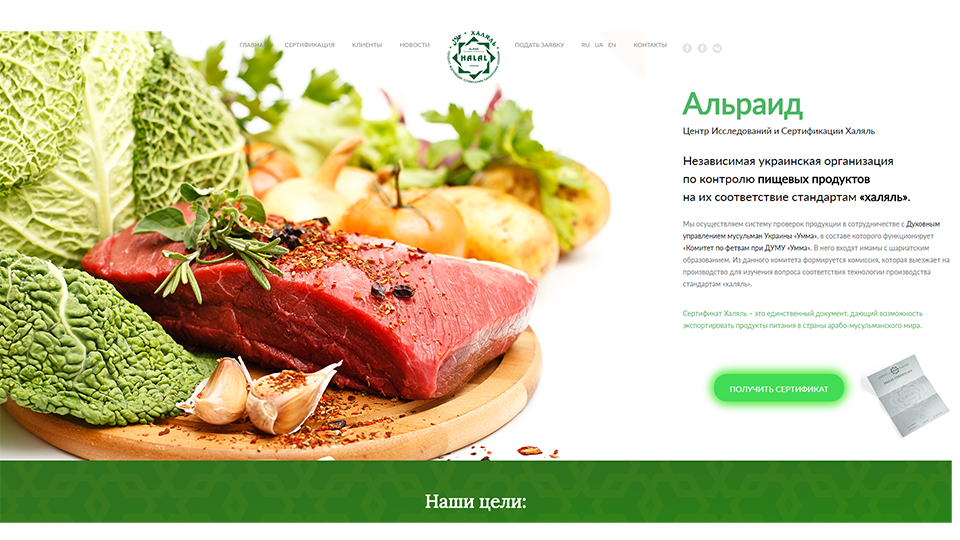 ГЛАВНАЯ СЕРТИФИКАЦИЯ КЛИЕНТЫ НОВОСТИ
ХАЛЯЛЬ
HALAL
ПОДАТЬ ЗАЯВКУ RU UA EN КОНТАКТЫ
Альраид
Центр Исследований и Сертификации Халяль
Независимая украинская организация
по контролю пищевых продуктов
на их соответствие стандартам «халяль».
Мы осуществляем систему проверок продукции в сотрудничестве с Духовным
управлением мусульман Украины «Умма», в составе которого функционирует
«Комитет по фетвам при ДУМУ «Умма». В него входят имамы с шариатским
образованием. Из данного комитета формируется комиссия, которая выезжает на
производство для изучения вопроса соответствия технологии производства
стандартам «халяль».
Сертификат Халяль – это единственный документ, дающий возможность
экспортировать продукты питания в страны арабо-мусульманского мира.
ПОЛУЧИТЬ СЕРТИФИКАТ
Наши цели: